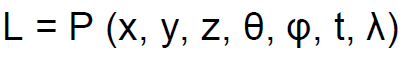 L = P (x, y, z, θ, φ, t, λ)